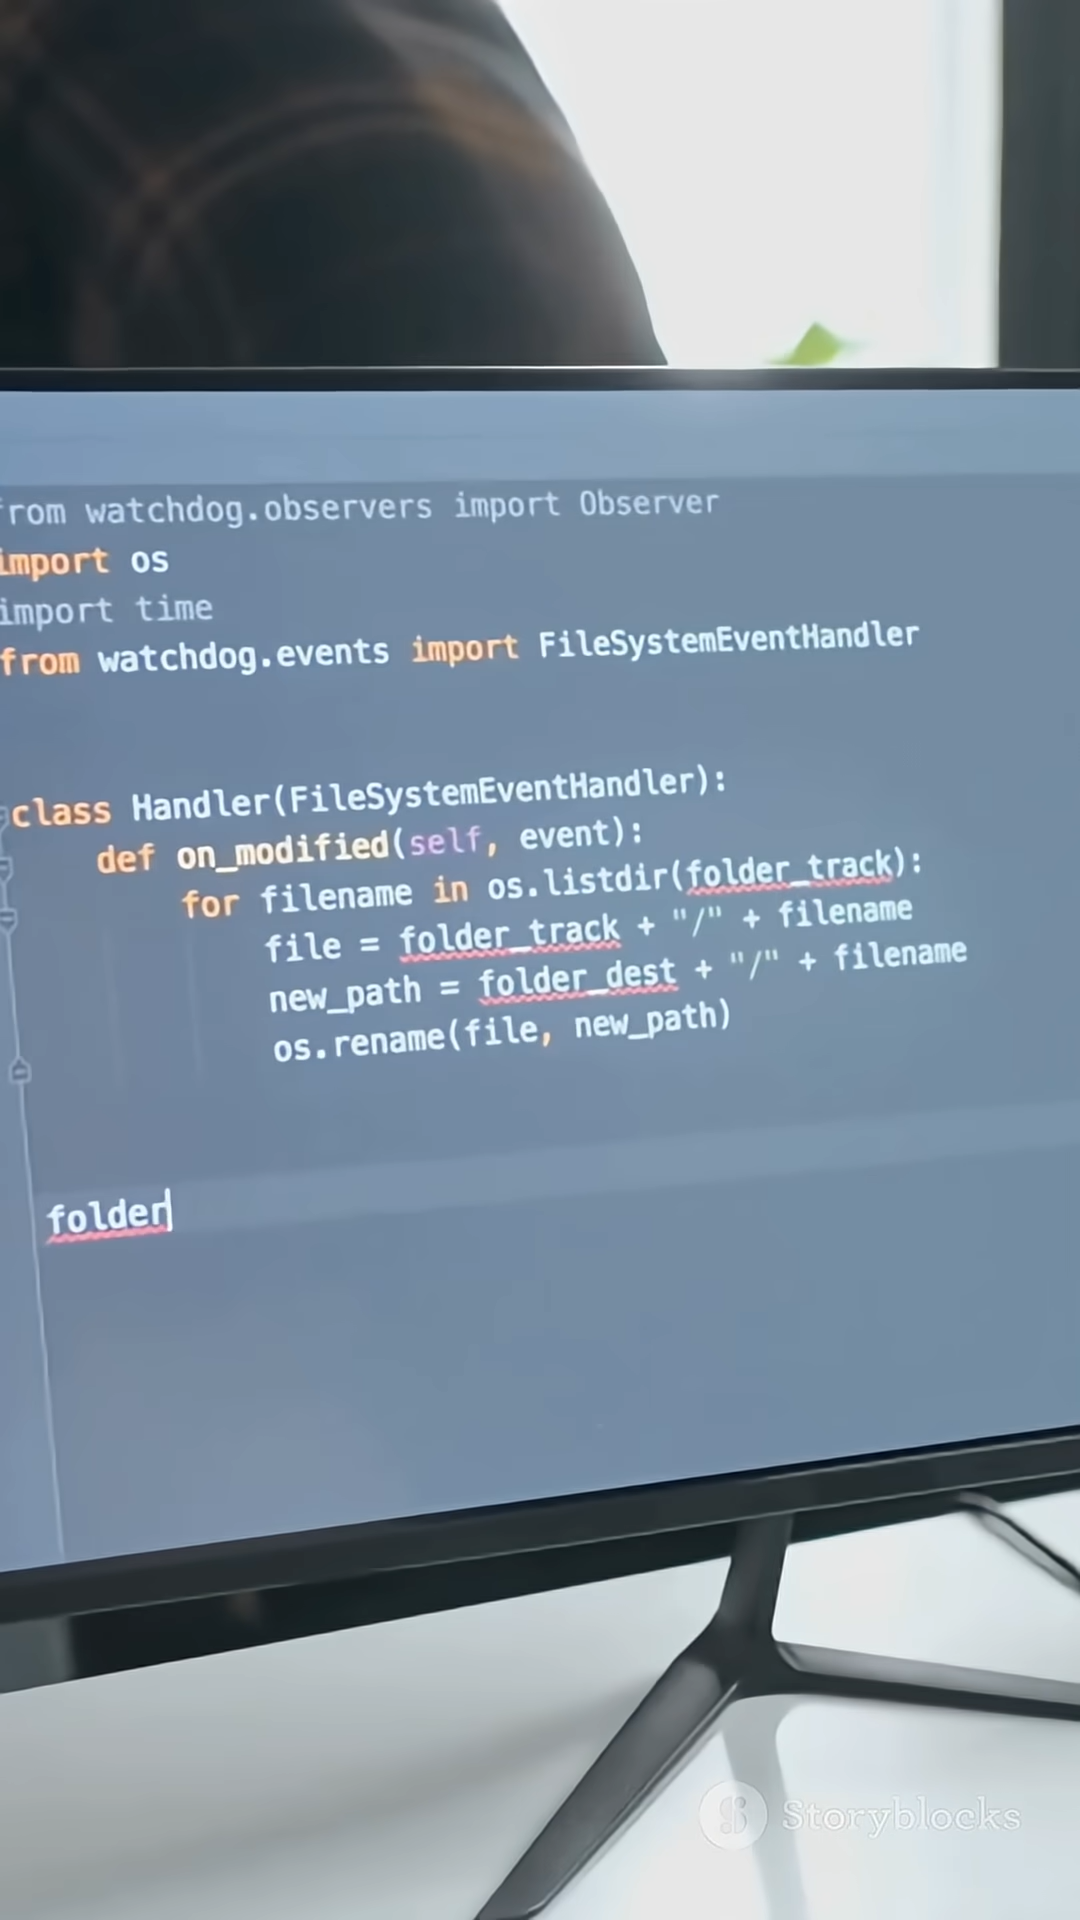 from watchdog.observers import Observer
import os
import time
from watchdog.events import FileSystemEventHandler
class Handler(FileSystemEventHandler):
def on_modified(self, event):
for filename in os.listdir(folder_track):
file = folder_track + "/" + filename
new_path = folder_dest + "/" + filename
os.rename(file, new_path)
folder
Storyblocks